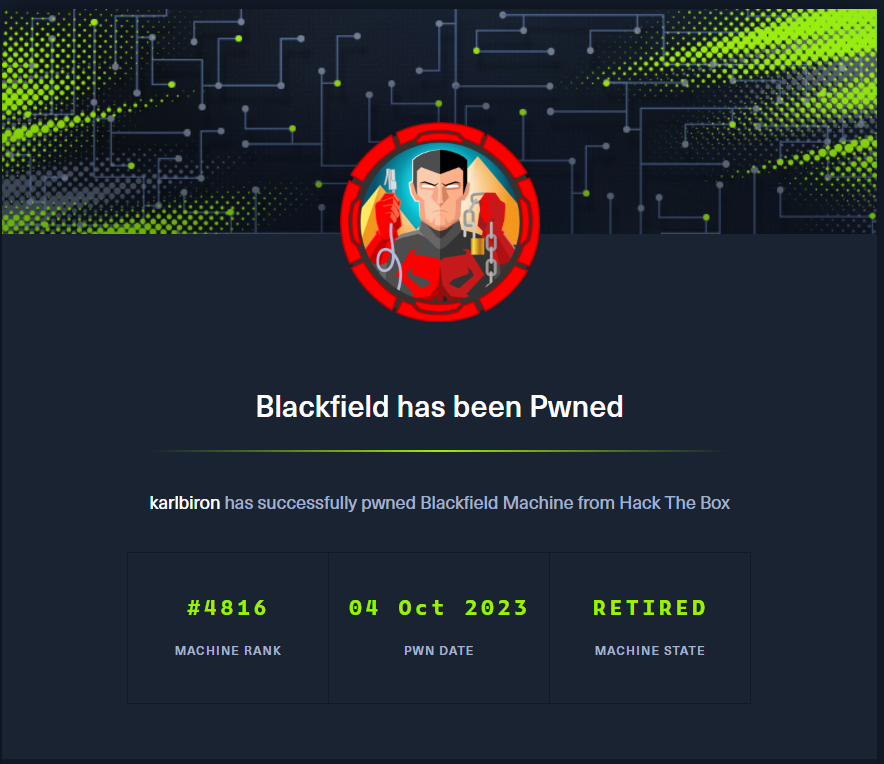 Blackfield has been Pwned
karlbiron has successfully pwned Blackfield Machine from Hack The Box
#4816
04 Oct 2023
RETIRED
MACHINE RANK
PWN DATE
MACHINE STATE